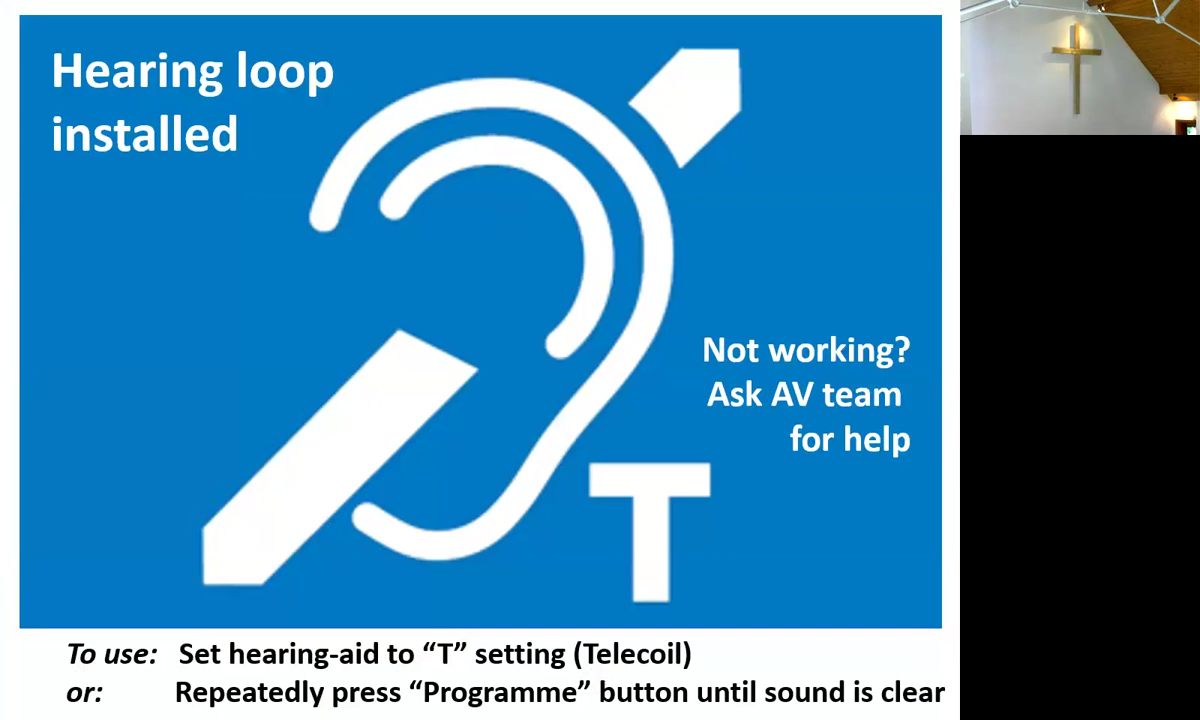 Hearing loop
installed
Not working?
Ask AV team
for help
T
To use: Set hearing-aid to “T” setting (Telecoil)
or: Repeatedly press “Programme” button until sound is clear